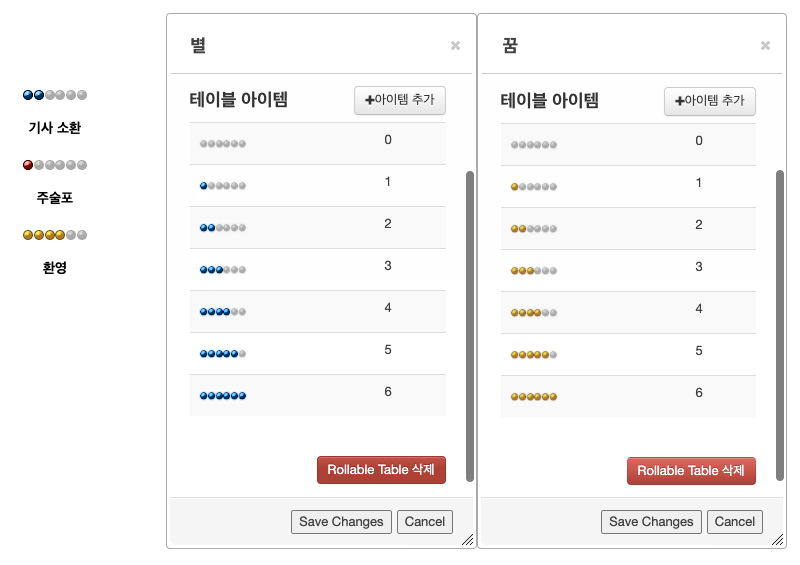 기사 소환
주술포
환영
별 ×
테이블 아이템 +아이템 추가
0
1
2
3
4
5
6
Rollable Table 삭제
Save Changes Cancel
꿈 ×
테이블 아이템 +아이템 추가
0
1
2
3
4
5
6
Rollable Table 삭제
Save Changes Cancel